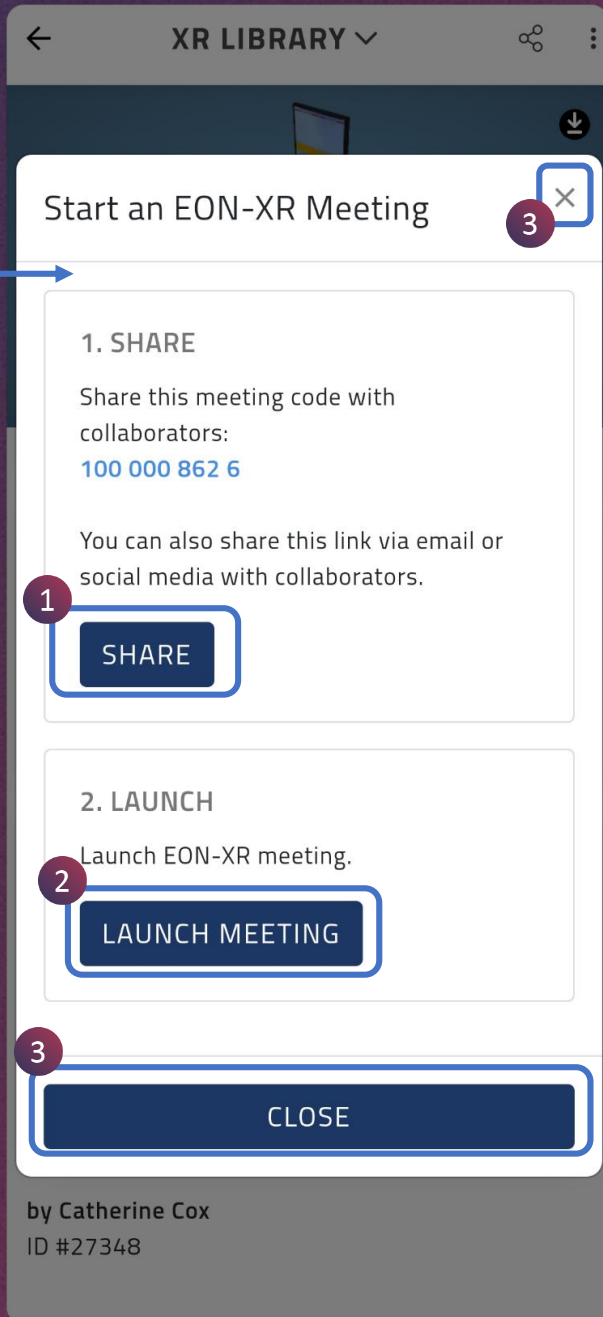 XR LIBRARY
Start an EON-XR Meeting
3
1. SHARE
Share this meeting code with
collaborators:
100 000 862 6
You can also share this link via email or
social media with collaborators.
1
SHARE
2. LAUNCH
Launch EON-XR meeting.
2
LAUNCH MEETING
3
CLOSE
by Catherine Cox
ID #27348